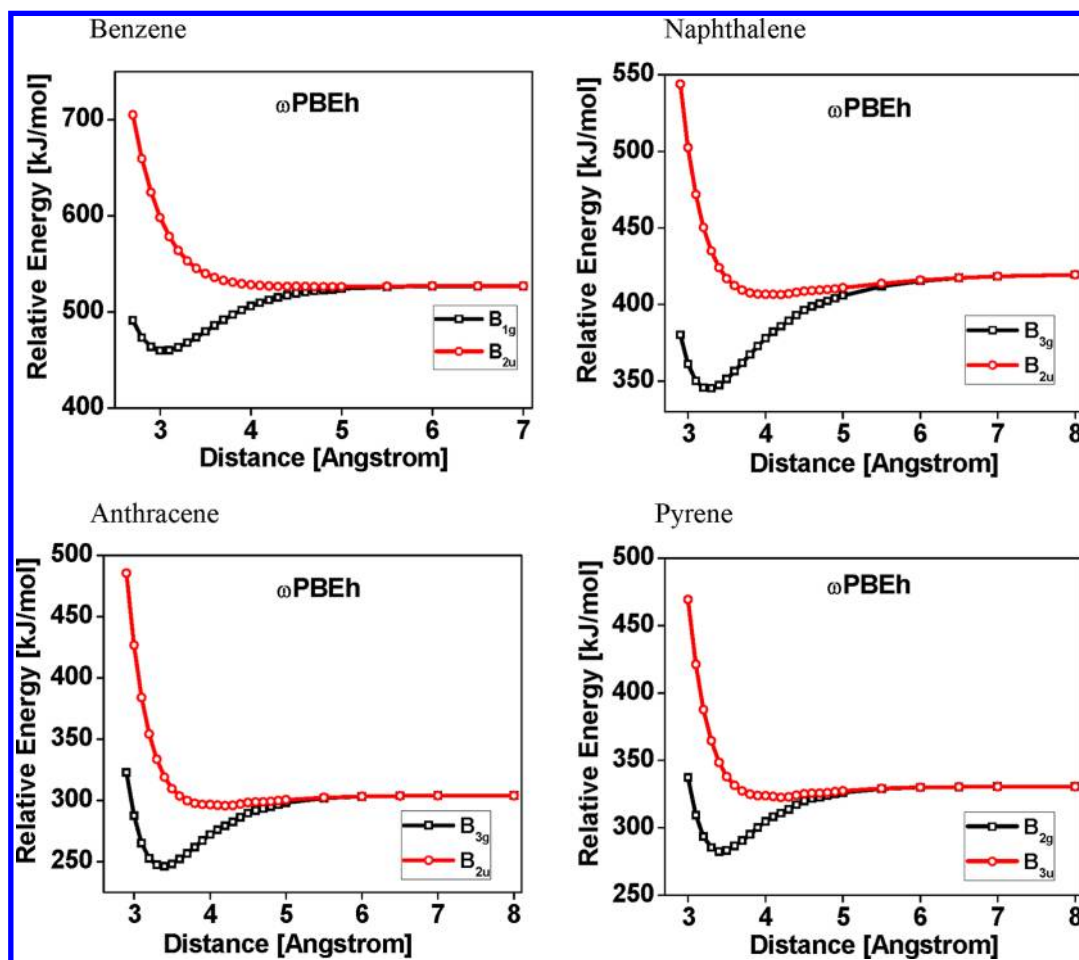 Benzene
ωPBEh
Relative Energy [kJ/mol]
700
600
500
400
B1g
B2u
3 4 5 6 7
Distance [Angstrom]
Naphthalene
ωPBEh
Relative Energy [kJ/mol]
550
500
450
400
350
B3g
B2u
3 4 5 6 7 8
Distance [Angstrom]
Anthracene
ωPBEh
Relative Energy [kJ/mol]
500
450
400
350
300
250
B3g
B2u
3 4 5 6 7 8
Distance [Angstrom]
Pyrene
ωPBEh
Relative Energy [kJ/mol]
500
450
400
350
300
250
B2g
B3u
3 4 5 6 7 8
Distance [Angstrom]